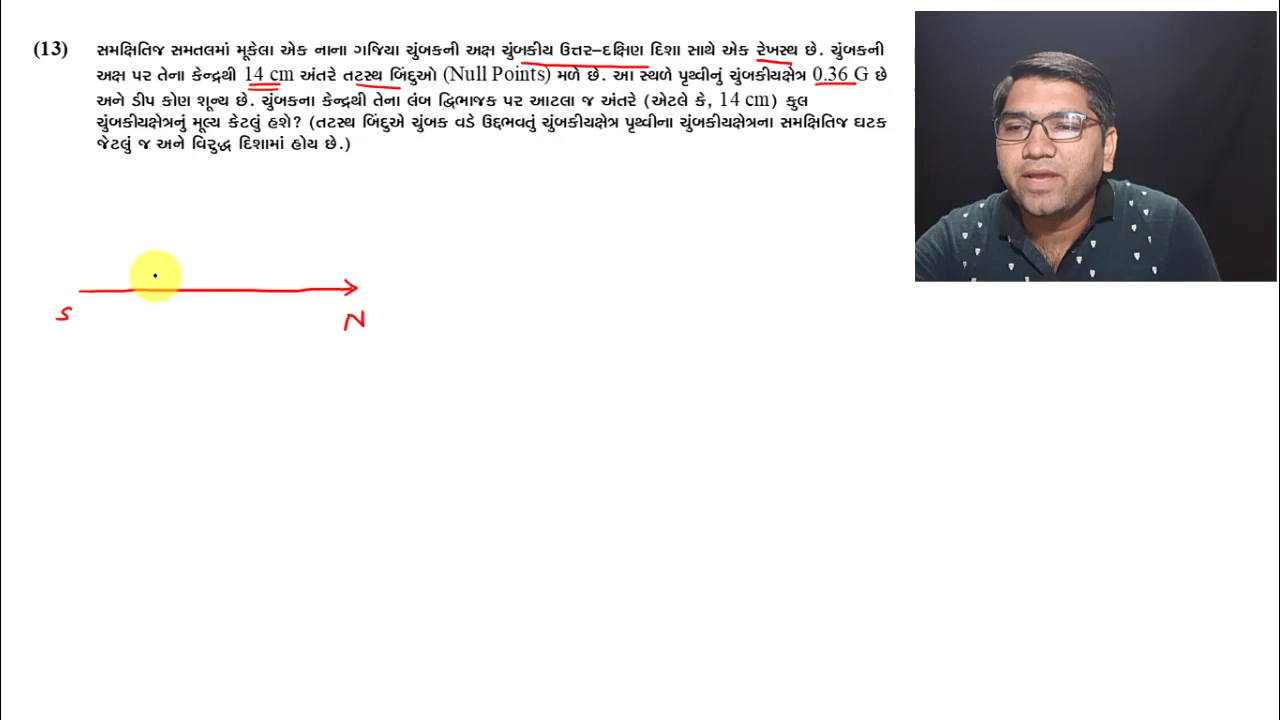 (13) સમક્ષિતિજ સમતલમાં મૂકેલા એક નાના ગજિયા ચુંબકની અક્ષ ચુંબકીય ઉત્તર–દક્ષિણ દિશા સાથે એક રેખસ્થ છે. ચુંબકની
અક્ષ પર તેના કેન્દ્રથી 14 cm અંતરે તટસ્થ બિંદુઓ (Null Points) મળે છે. આ સ્થળે પૃથ્વીનું ચુંબકીયક્ષેત્ર 0.36 G છે
અને ડીપ કોણ શૂન્ય છે. ચુંબકના કેન્દ્રથી તેના લંબ દ્વિભાજક પર આટલા જ અંતરે (એટલે કે, 14 cm) કુલ
ચુંબકીયક્ષેત્રનું મૂલ્ય કેટલું હશે? (તટસ્થ બિંદુએ ચુંબક વડે ઉદ્દભવતું ચુંબકીયક્ષેત્ર પૃથ્વીના ચુંબકીયક્ષેત્રના સમક્ષિતિજ ઘટક
જેટલું જ અને વિરુદ્ધ દિશામાં હોય છે.)
S N